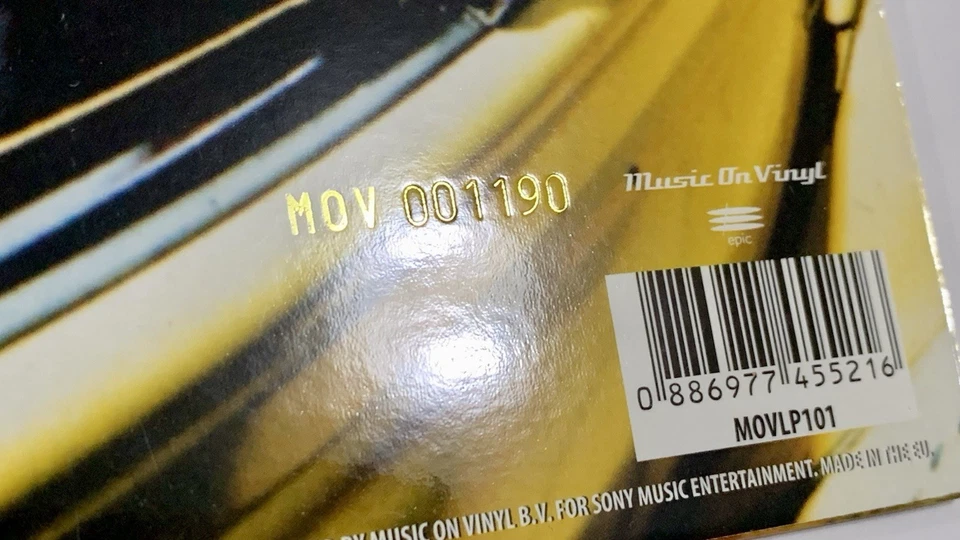 MOV 001190
Music On Vinyl
epic
0 886977 455216
MOVLP101
BY MUSIC ON VINYL B.V. FOR SONY MUSIC ENTERTAINMENT. MADE IN THE EU.